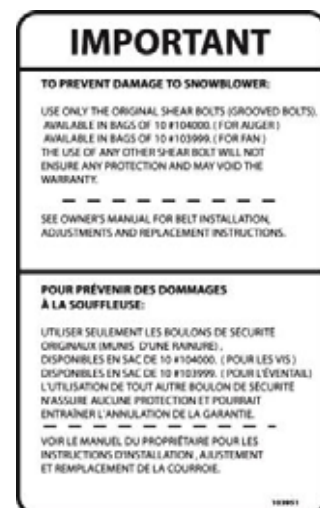 IMPORTANT
TO PREVENT DAMAGE TO SNOWBLOWER:
USE ONLY THE ORIGINAL SHEAR BOLTS (GROOVED BOLTS).
AVAILABLE IN BAGS OF 10 #104000. ( FOR AUGER )
AVAILABLE IN BAGS OF 10 #103999. ( FOR FAN )
THE USE OF ANY OTHER SHEAR BOLT WILL NOT
ENSURE ANY PROTECTION AND MAY VOID THE
WARRANTY.
SEE OWNER'S MANUAL FOR BELT INSTALLATION,
ADJUSTMENTS AND REPLACEMENT INSTRUCTIONS.
POUR PRÉVENIR DES DOMMAGES
À LA SOUFFLEUSE:
UTILISER SEULEMENT LES BOULONS DE SÉCURITÉ
ORIGINAUX (MUNIS D'UNE RAINURE),
DISPONIBLES EN SAC DE 10 #104000. ( POUR LES VIS )
DISPONIBLES EN SAC DE 10 #103999. ( POUR L'ÉVENTAIL)
L'UTILISATION DE TOUT AUTRE BOULON DE SÉCURITÉ
N'ASSURE AUCUNE PROTECTION ET POURRAIT
ENTRAÎNER L'ANNULATION DE LA GARANTIE.
VOIR LE MANUEL DU PROPRIÉTAIRE POUR LES
INSTRUCTIONS D'INSTALLATION, AJUSTEMENT
ET REMPLACEMENT DE LA COURROIE.